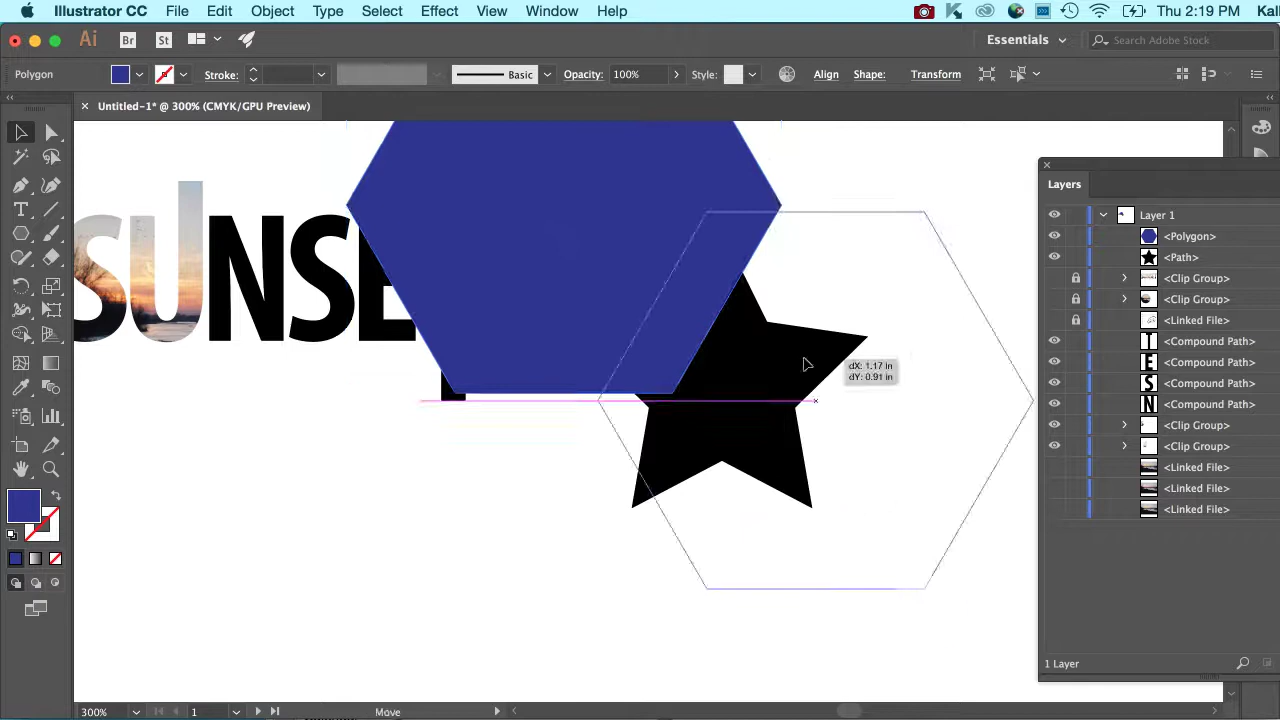 Illustrator CC File Edit Object Type Select Effect View Window Help Thu 2:19 PM Kal
Ai Br St Essentials Search Adobe Stock
Polygon Stroke: Basic Opacity: 100% Style: Align Shape: Transform
× Untitled-1* @ 300% (CMYK/GPU Preview)
SUNSE
dX: 1.17 in
dY: 0.91 in
Layers
Layer 1
<Polygon>
<Path>
<Clip Group>
<Clip Group>
<Linked File>
T <Compound Path>
E <Compound Path>
S <Compound Path>
N <Compound Path>
<Clip Group>
<Clip Group>
<Linked File>
<Linked File>
<Linked File>
1 Layer
300% 1 Move